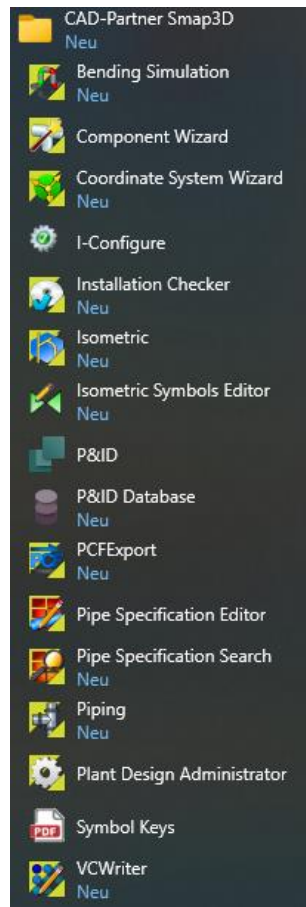 CAD-Partner Smap3D
Neu
Bending Simulation
Neu
Component Wizard
Coordinate System Wizard
Neu
I-Configure
Installation Checker
Neu
Isometric
Neu
Isometric Symbols Editor
Neu
P&ID
P&ID Database
Neu
PCFExport
Neu
Pipe Specification Editor
Pipe Specification Search
Neu
Piping
Neu
Plant Design Administrator
PDF
Symbol Keys
VCWriter
Neu